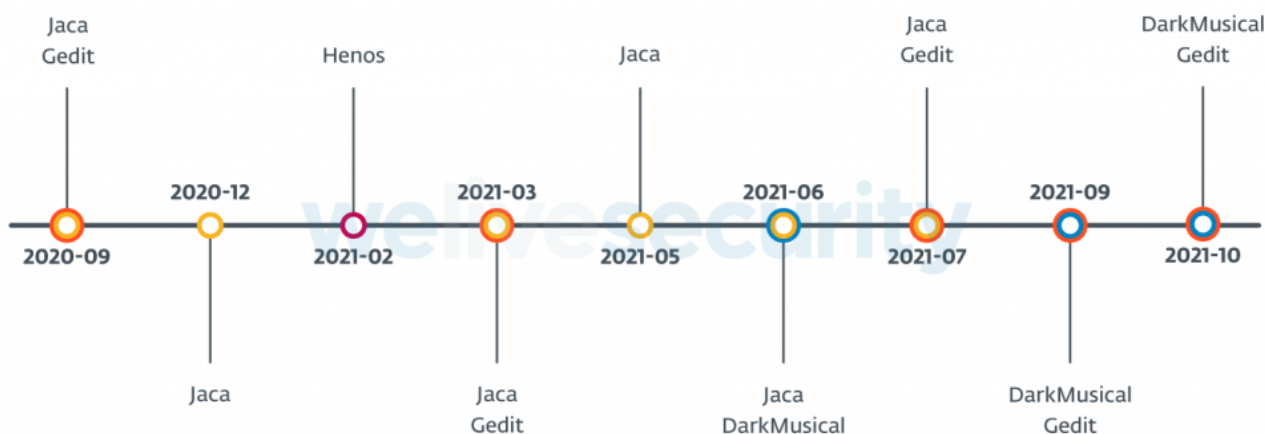 Jaca
Gedit
Henos
Jaca
Jaca
Gedit
DarkMusical
Gedit
2020-12
2021-03
2021-06
2021-09
welivesecurity
2020-09
2021-02
2021-05
2021-07
2021-10
Jaca
Jaca
Gedit
Jaca
DarkMusical
DarkMusical
Gedit